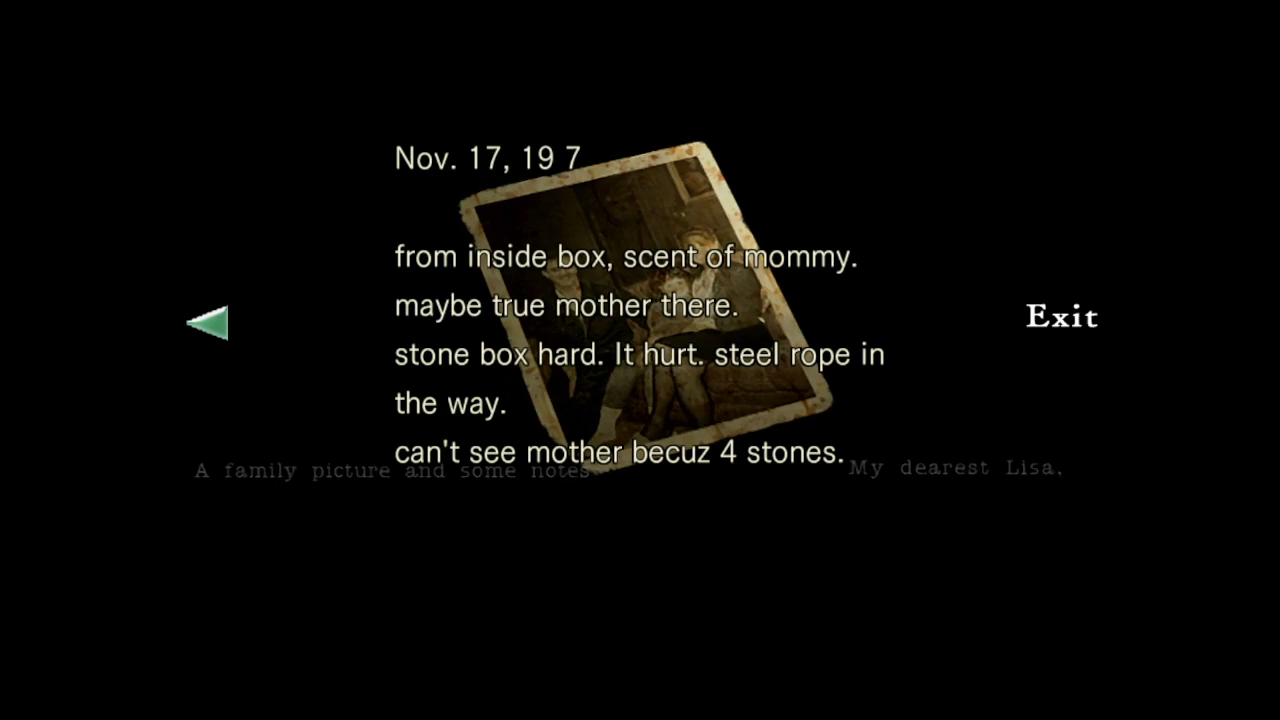 Nov. 17, 19 7
from inside box, scent of mommy.
maybe true mother there.
stone box hard. It hurt. steel rope in
the way.
can't see mother becuz 4 stones.
Exit
A family picture and some notes
My dearest Lisa,